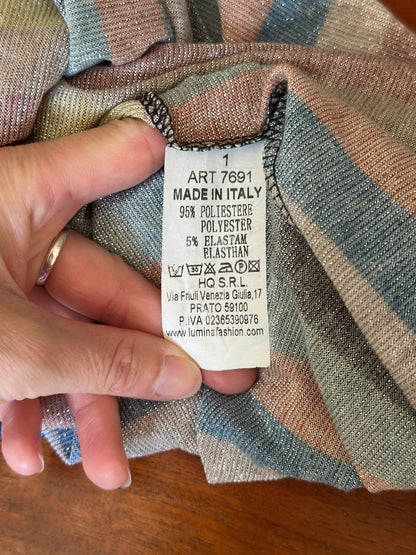 1
ART 7691
MADE IN ITALY
95% POLIESTERE
POLYESTER
5% ELASTAM
ELASTHAN
HQ S.R.L.
Via Friuli Venezia Giulia,17
PRATO 59100
P.IVA 02365390976
www.luminafashion.com